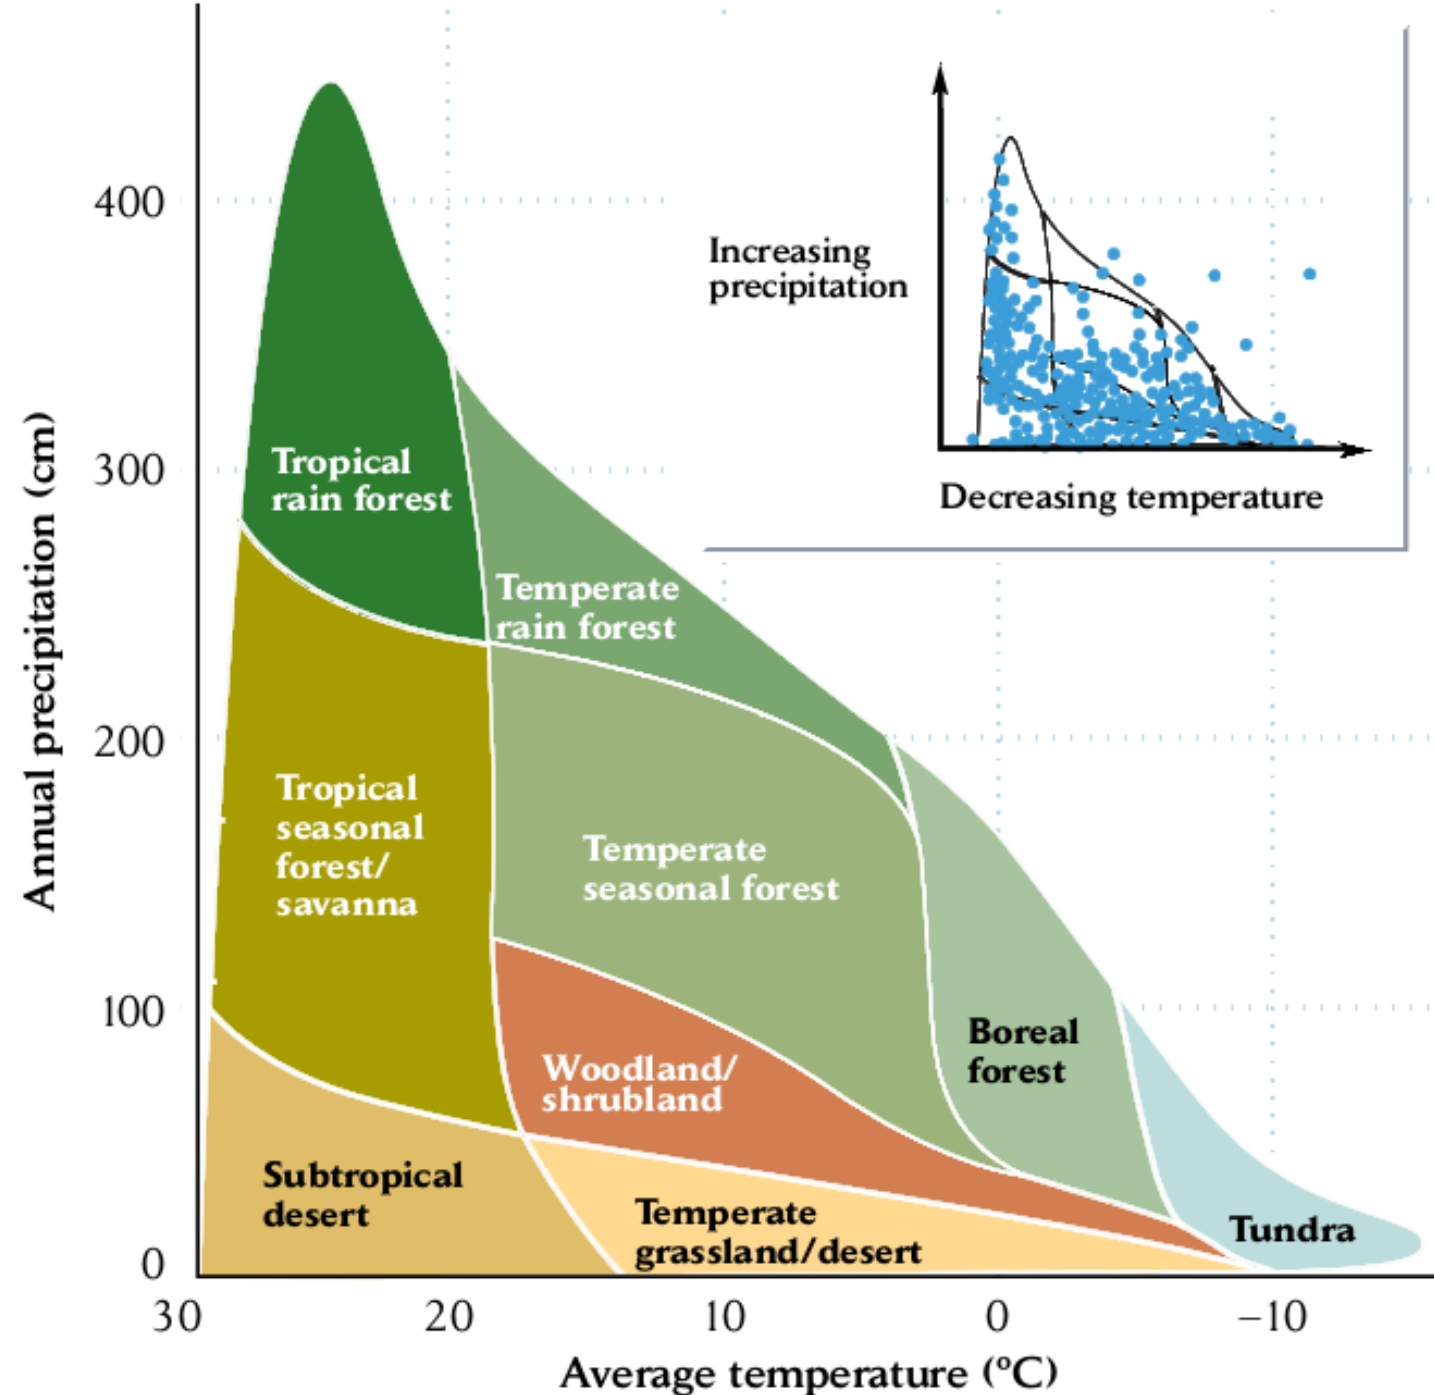 400
300
200
100
0
Annual precipitation (cm)
Tropical
rain forest
Temperate
rain forest
Tropical
seasonal
forest/
savanna
Temperate
seasonal forest
Woodland/
shrubland
Boreal
forest
Subtropical
desert
Temperate
grassland/desert
Tundra
30
20
10
0
−10
Average temperature (ºC)
Increasing
precipitation
Decreasing temperature